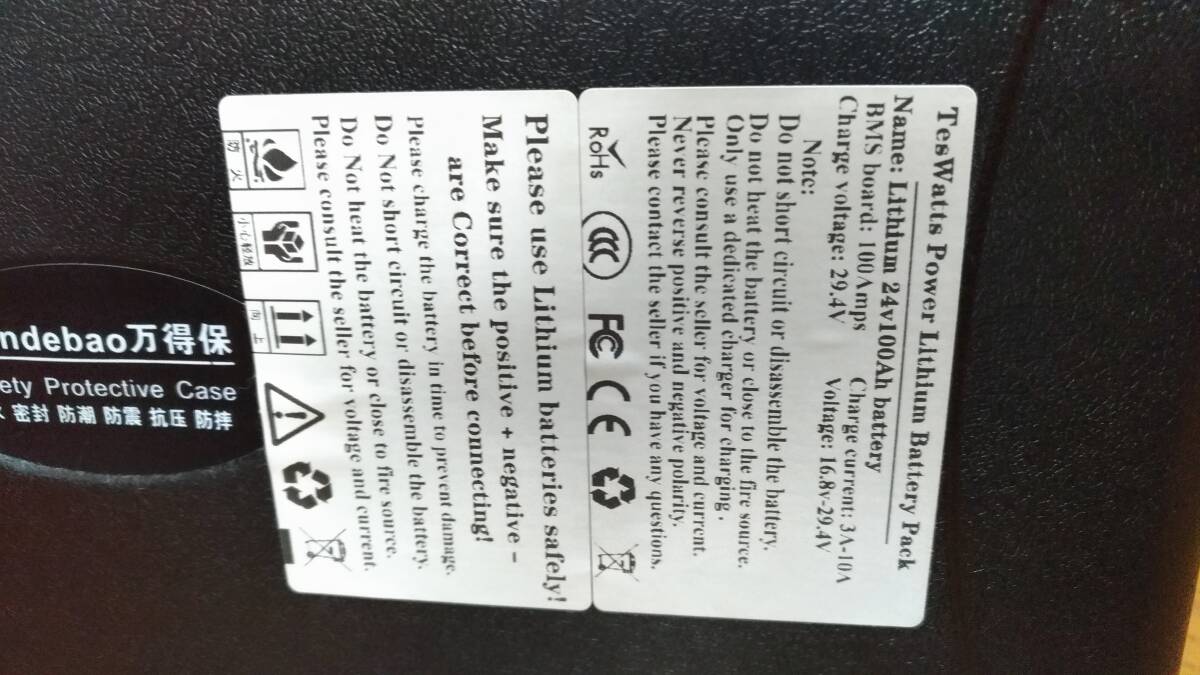 TesWatts Power Lithium Battery Pack
Name: Lithium 24v100Ah battery
BMS board: 100Amps Charge current: 3A-10A
Charge voltage: 29.4V Voltage: 16.8v-29.4V
Note:
Do not short circuit or disassemble the battery.
Do not heat the battery or close to the fire source.
Only use a dedicated charger for charging.
Please consult the seller for voltage and current.
Never reverse positive and negative polarity.
Please contact the seller if you have any questions.
RoHs CCC FC CE
Please use Lithium batteries safely!
Make sure the positive + negative -
are Correct before connecting!
Please charge the battery in time to prevent damage.
Do Not short circuit or disassemble the battery.
Do Not heat the battery or close to fire source.
Please consult the seller for voltage and current.
防火
小心轻放
向上
ndebao万得保
ety Protective Case
密封 防潮 防震 抗压 防摔